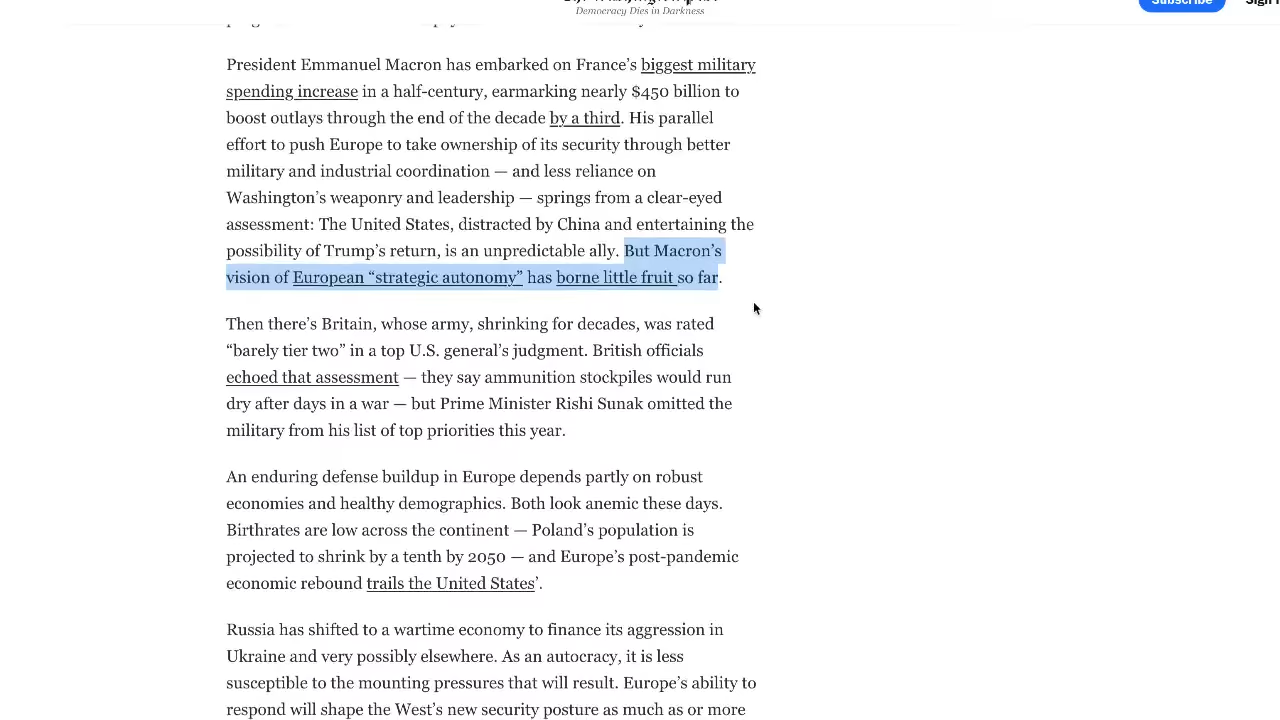 Democracy Dies in Darkness
Subscribe
President Emmanuel Macron has embarked on France’s biggest military
spending increase in a half-century, earmarking nearly $450 billion to
boost outlays through the end of the decade by a third. His parallel
effort to push Europe to take ownership of its security through better
military and industrial coordination — and less reliance on
Washington’s weaponry and leadership — springs from a clear-eyed
assessment: The United States, distracted by China and entertaining the
possibility of Trump’s return, is an unpredictable ally. But Macron’s
vision of European “strategic autonomy” has borne little fruit so far.
Then there’s Britain, whose army, shrinking for decades, was rated
“barely tier two” in a top U.S. general’s judgment. British officials
echoed that assessment — they say ammunition stockpiles would run
dry after days in a war — but Prime Minister Rishi Sunak omitted the
military from his list of top priorities this year.
An enduring defense buildup in Europe depends partly on robust
economies and healthy demographics. Both look anemic these days.
Birthrates are low across the continent — Poland’s population is
projected to shrink by a tenth by 2050 — and Europe’s post-pandemic
economic rebound trails the United States’.
Russia has shifted to a wartime economy to finance its aggression in
Ukraine and very possibly elsewhere. As an autocracy, it is less
susceptible to the mounting pressures that will result. Europe’s ability to
respond will shape the West’s new security posture as much as or more